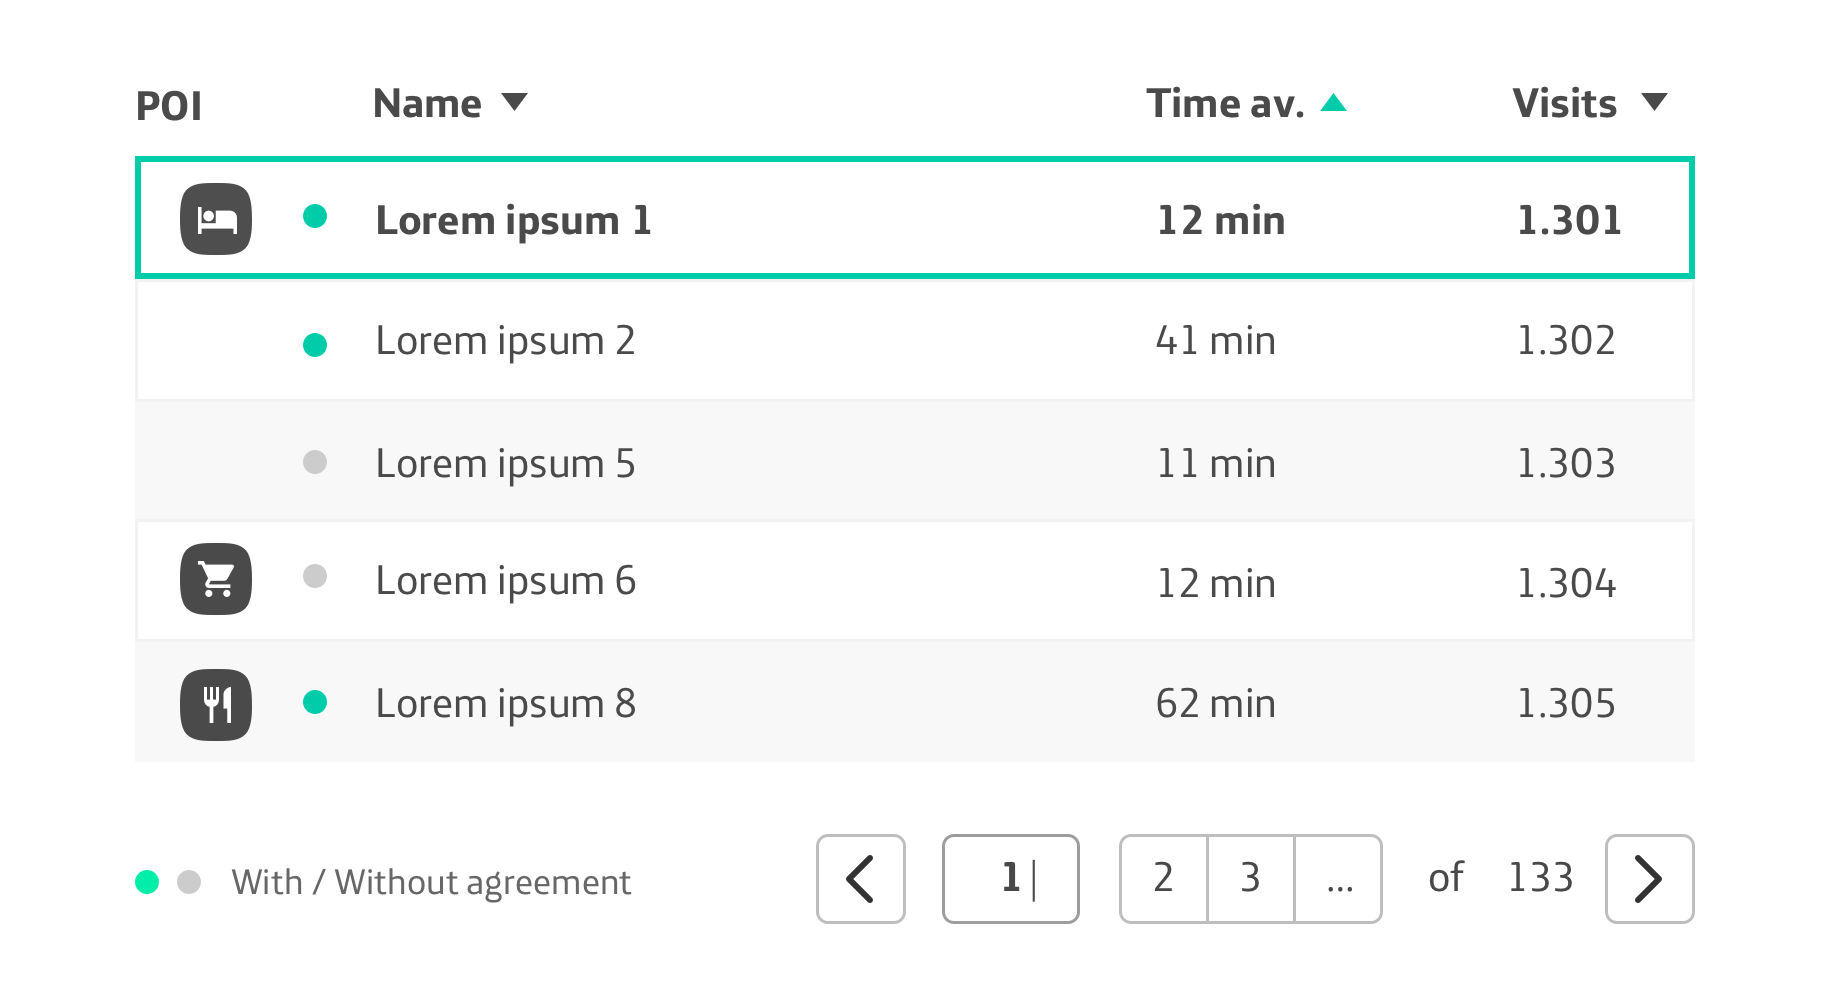 POI Name Time av. Visits
Lorem ipsum 1 12 min 1.301
Lorem ipsum 2 41 min 1.302
Lorem ipsum 5 11 min 1.303
Lorem ipsum 6 12 min 1.304
Lorem ipsum 8 62 min 1.305
With / Without agreement 1 2 3 ... of 133